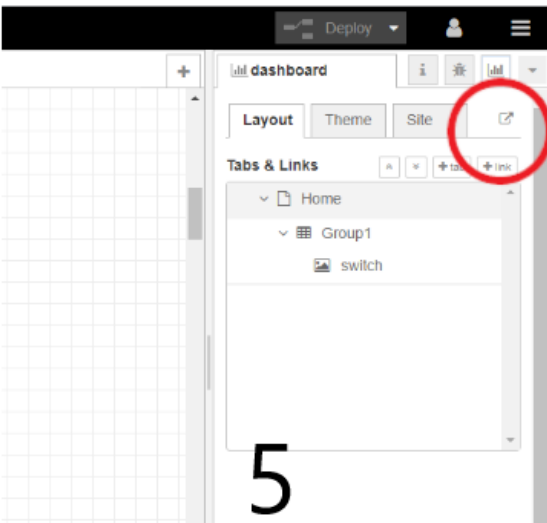 Deploy
+
dashboard
i
Layout Theme Site
Tabs & Links
+tab +link
Home
Group1
switch
5